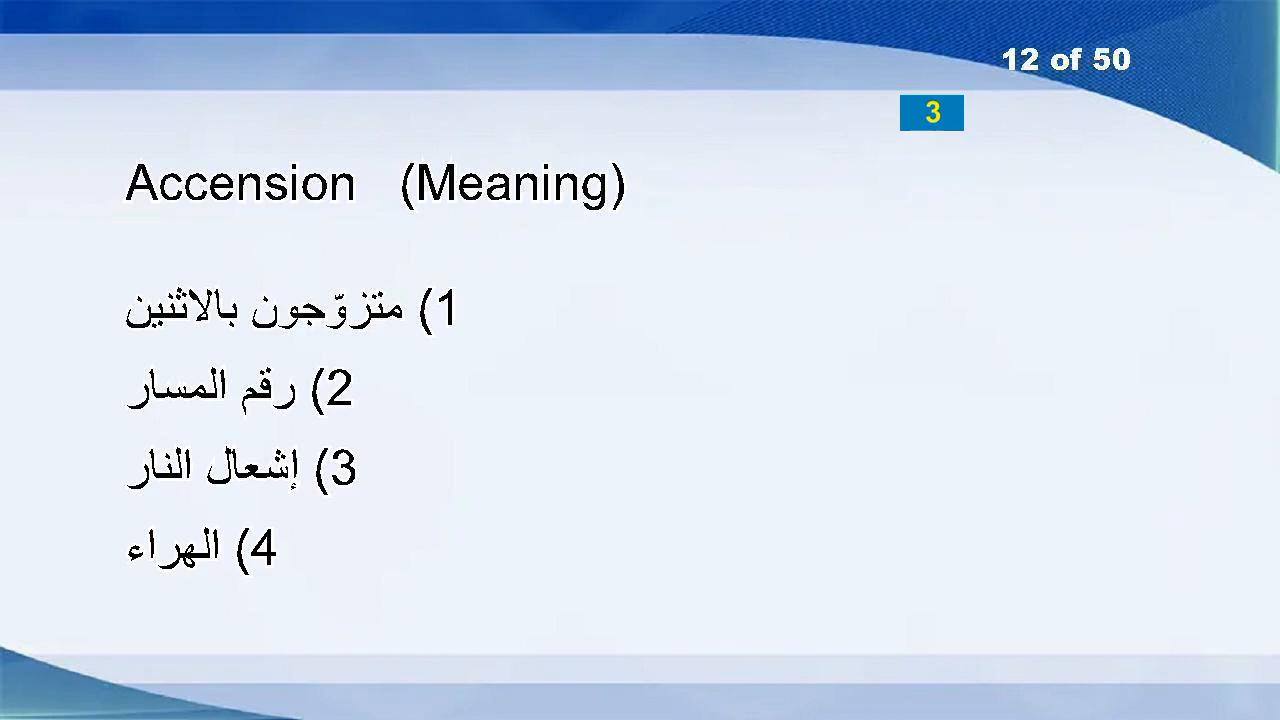 12 of 50
3
Accension (Meaning)
1) متزوّجون بالاثنين
2) رقم المسار
3) إشعال النار
4) الهراء